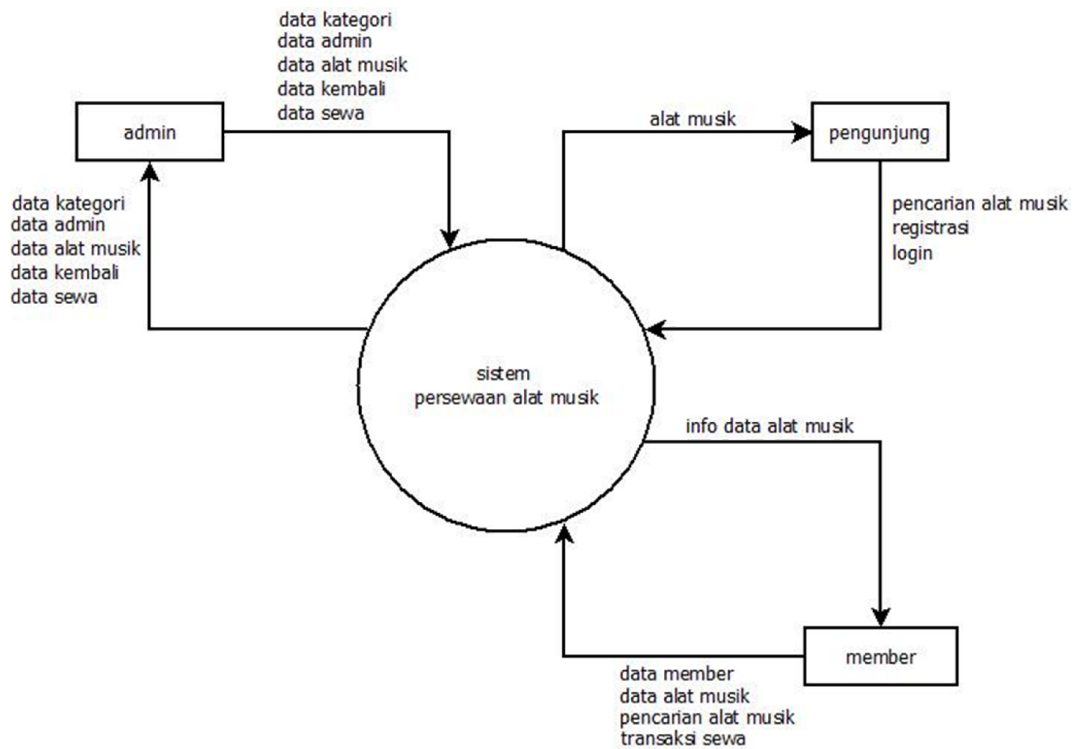 data kategori
data admin
data alat musik
data kembali
data sewa
admin
alat musik
pengunjung
data kategori
data admin
data alat musik
data kembali
data sewa
pencarian alat musik
registrasi
login
sistem
persewaan alat musik
info data alat musik
member
data member
data alat musik
pencarian alat musik
transaksi sewa